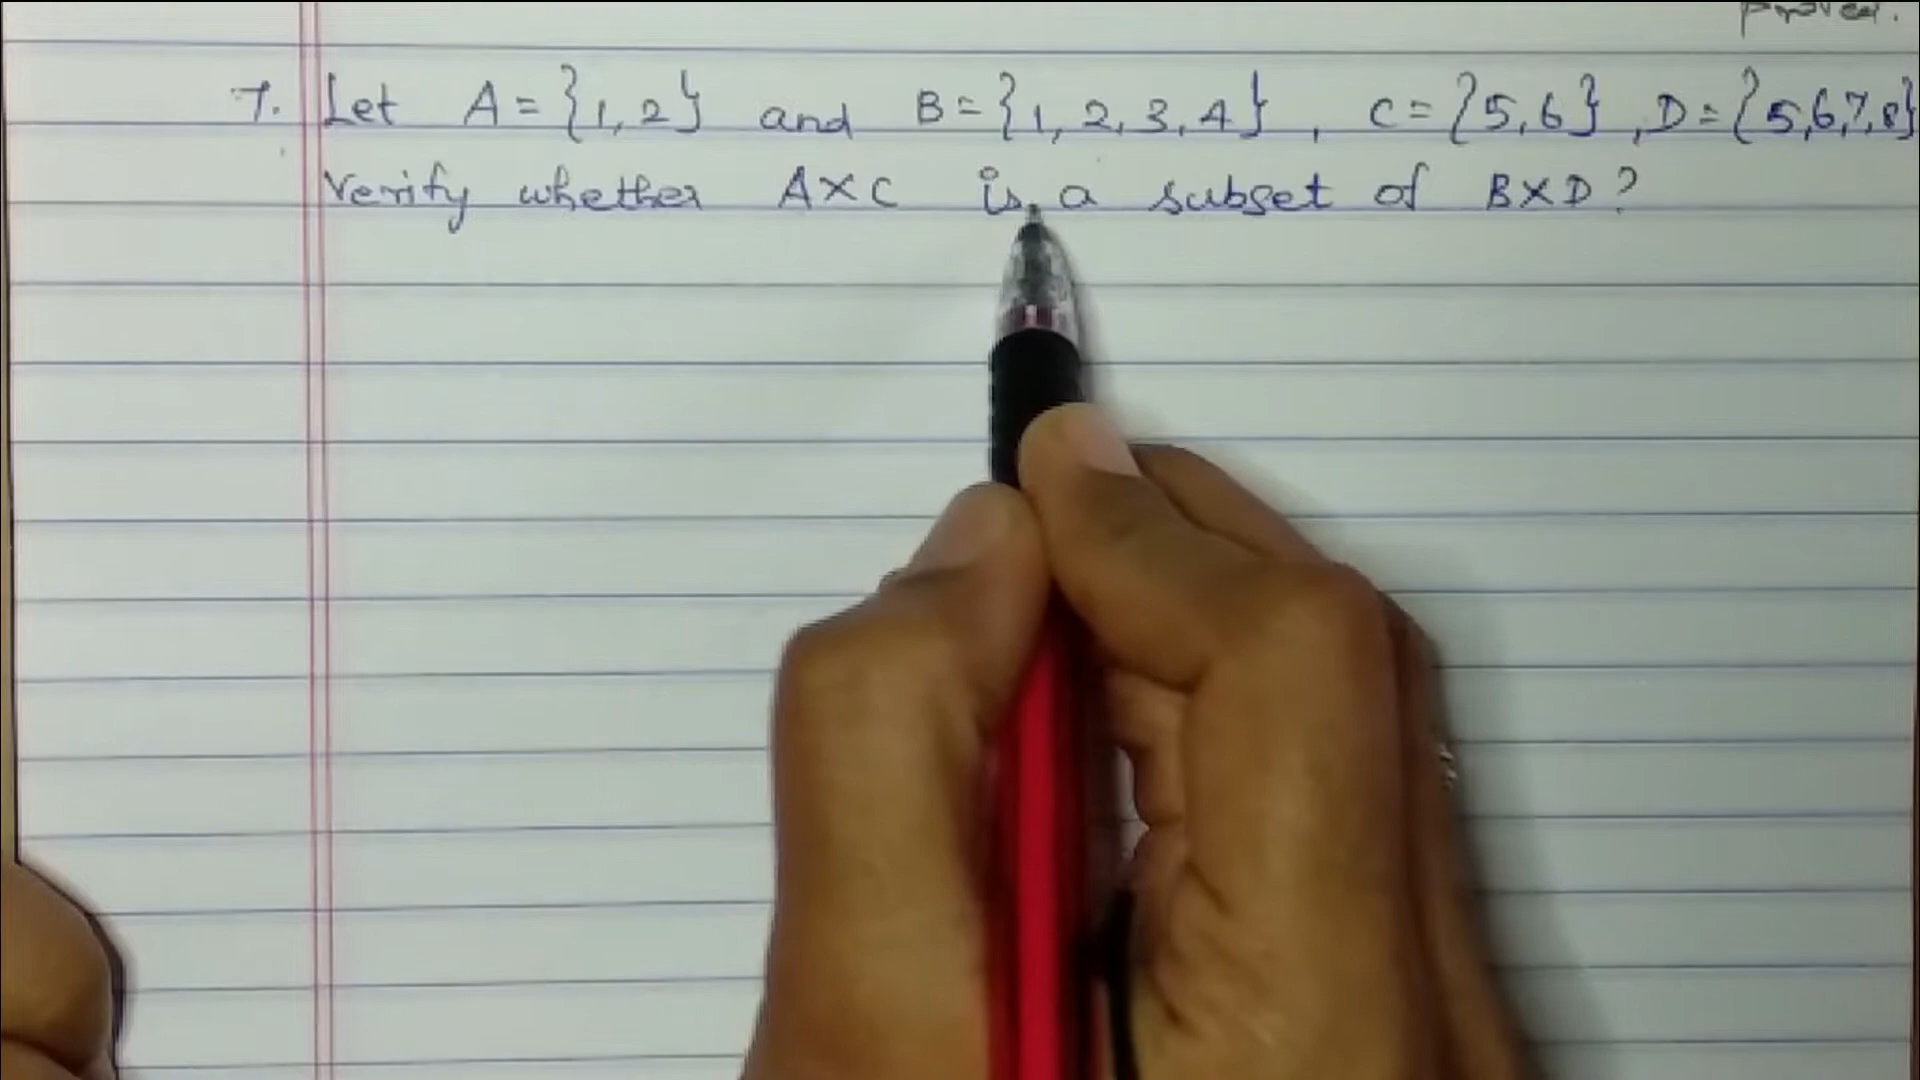 proved.
7. Let A = {1, 2} and B = {1, 2, 3, 4}, C = {5, 6}, D = {5, 6, 7, 8}
Verify whether A×C is a subset of B×D?